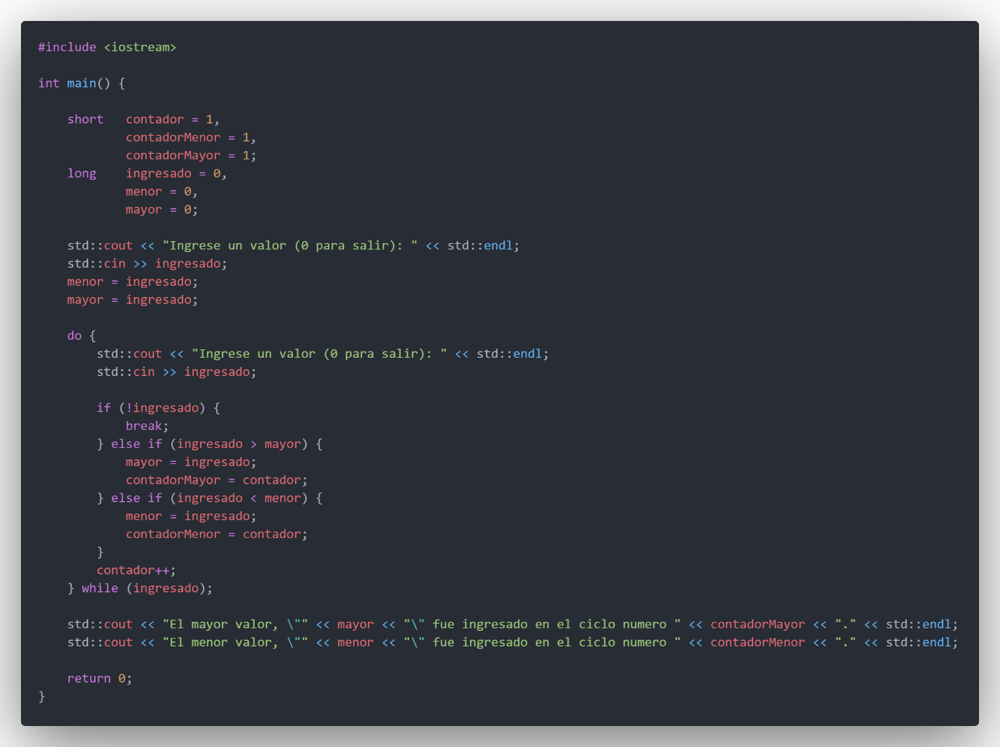 #include <iostream>

int main() {

    short   contador = 1,
            contadorMenor = 1,
            contadorMayor = 1;
    long    ingresado = 0,
            menor = 0,
            mayor = 0;

    std::cout << "Ingrese un valor (0 para salir): " << std::endl;
    std::cin >> ingresado;
    menor = ingresado;
    mayor = ingresado;

    do {
        std::cout << "Ingrese un valor (0 para salir): " << std::endl;
        std::cin >> ingresado;

        if (!ingresado) {
            break;
        } else if (ingresado > mayor) {
            mayor = ingresado;
            contadorMayor = contador;
        } else if (ingresado < menor) {
            menor = ingresado;
            contadorMenor = contador;
        }
        contador++;
    } while (ingresado);

    std::cout << "El mayor valor, \"" << mayor << "\" fue ingresado en el ciclo numero " << contadorMayor << "." << std::endl;
    std::cout << "El menor valor, \"" << menor << "\" fue ingresado en el ciclo numero " << contadorMenor << "." << std::endl;

    return 0;
}